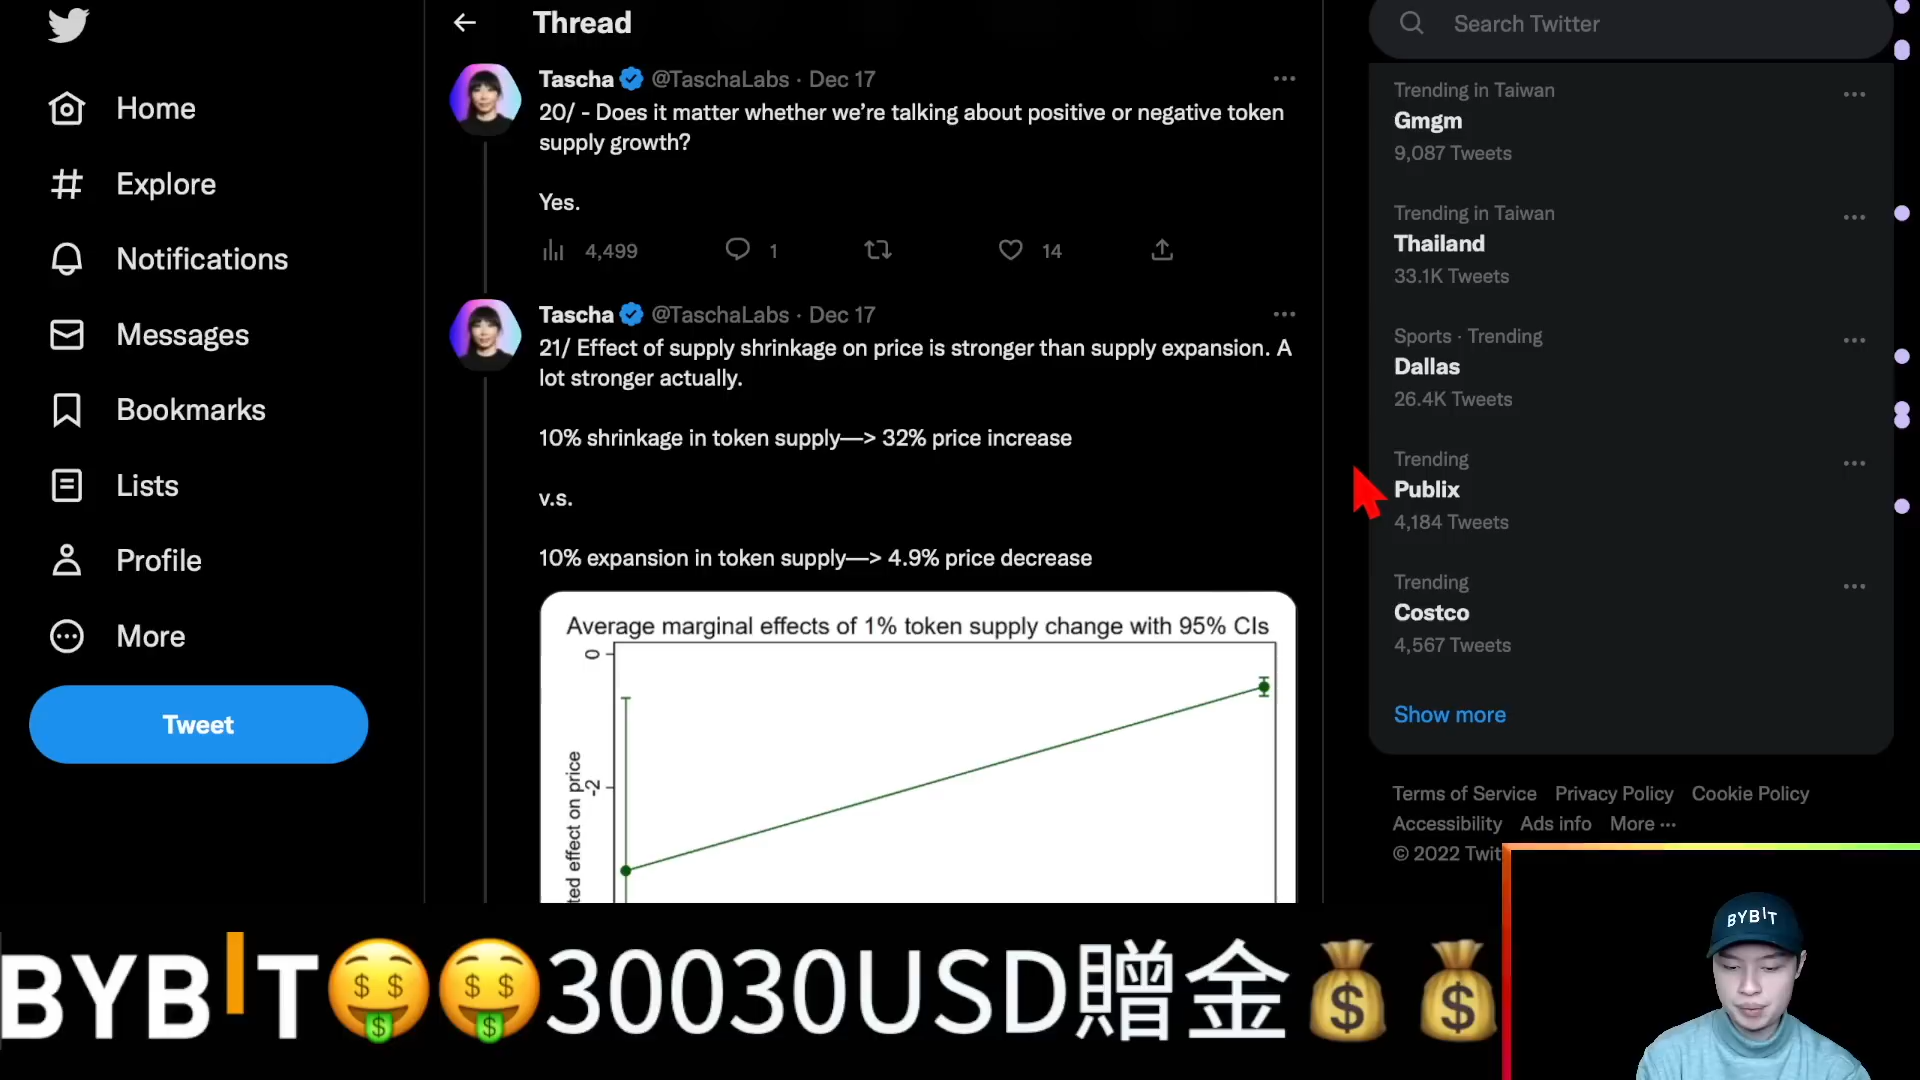 Home
Explore
Notifications
Messages
Bookmarks
Lists
Profile
More
Tweet
Thread
Tascha @TaschaLabs · Dec 17
20/ - Does it matter whether we’re talking about positive or negative token
supply growth?
Yes.
4,499 1 14
Tascha @TaschaLabs · Dec 17
21/ Effect of supply shrinkage on price is stronger than supply expansion. A
lot stronger actually.
10% shrinkage in token supply—> 32% price increase
v.s.
10% expansion in token supply—> 4.9% price decrease
Average marginal effects of 1% token supply change with 95% CIs
0
-2
effect on price
Search Twitter
Trending in Taiwan
Gmgm
9,087 Tweets
Trending in Taiwan
Thailand
33.1K Tweets
Sports · Trending
Dallas
26.4K Tweets
Trending
Publix
4,184 Tweets
Trending
Costco
4,567 Tweets
Show more
Terms of Service Privacy Policy Cookie Policy
Accessibility Ads info More ···
© 2022 Twit
BYBIT🤑🤑30030USD贈金💰💰
BYBIT